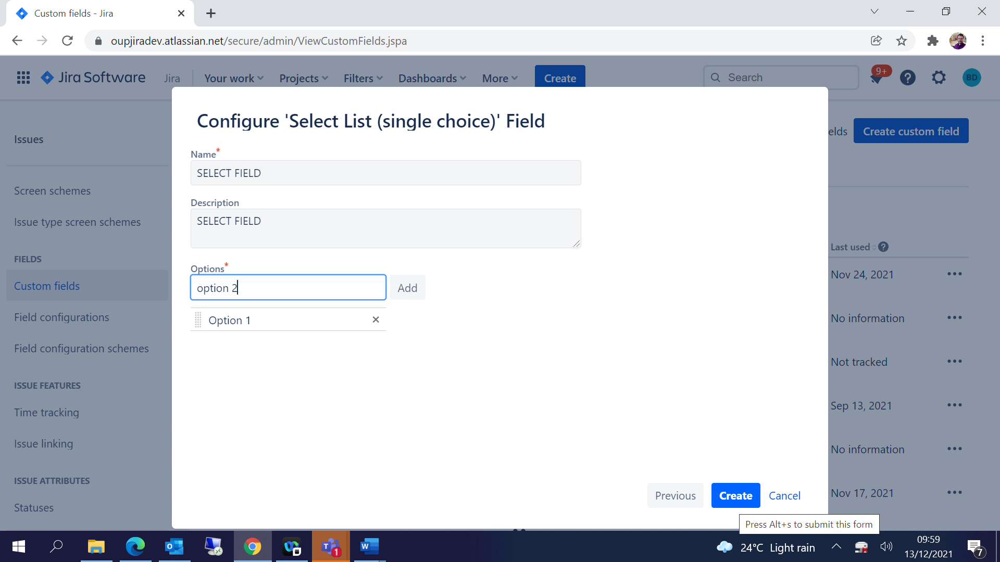 Custom fields - Jira
oupjiradev.atlassian.net/secure/admin/ViewCustomFields.jspa
Jira Software Jira Your work Projects Filters Dashboards More Create Search 9+ BD
Configure 'Select List (single choice)' Field
elds Create custom field
Issues
Name*
SELECT FIELD
Screen schemes
Description
SELECT FIELD
Issue type screen schemes
Last used
FIELDS
Options*
Nov 24, 2021
Custom fields
option 2 Add
Field configurations
Option 1
No information
Field configuration schemes
Not tracked
ISSUE FEATURES
Time tracking
Sep 13, 2021
Issue linking
No information
ISSUE ATTRIBUTES
Previous Create Cancel
Nov 17, 2021
Statuses
Press Alt+s to submit this form
24°C Light rain
09:59
13/12/2021
7
1